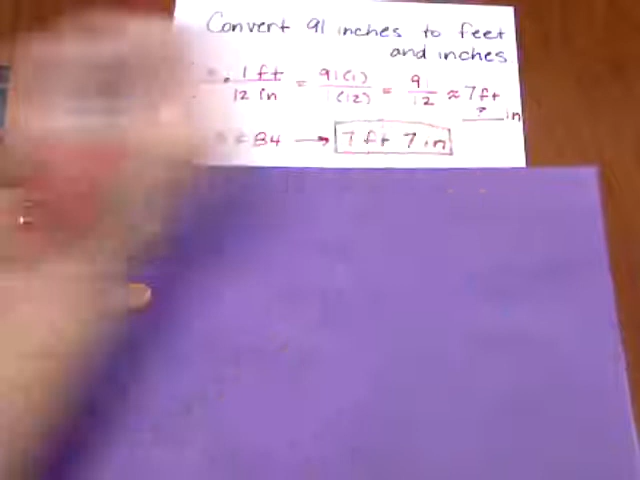 Convert 91 inches to feet
and inches
. 1 ft / 12 in = 91(1) / 1(12) = 91 / 12 ≈ 7 ft
? in
= 84 → 7 ft 7 in